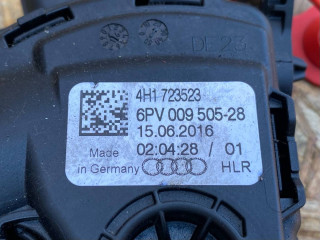 DE25
4H1 723523
6PV 009 505-28
15.06.2016
Made 02:04:28 / 01
in Germany HLR